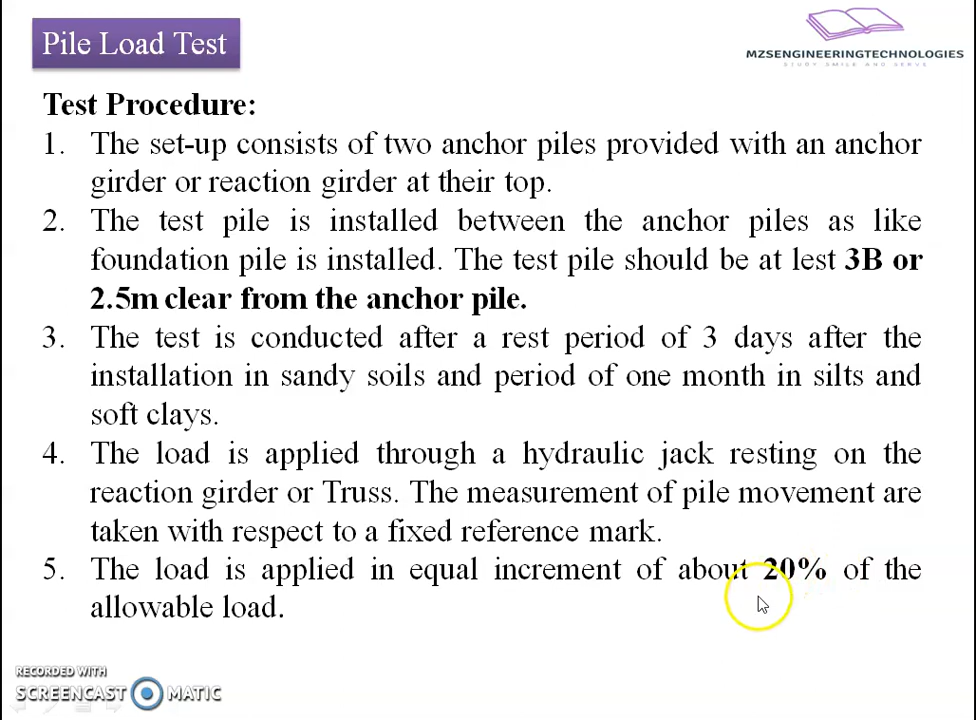 Pile Load Test
MZSENGINEERINGTECHNOLOGIES
STUDY SMILE AND SERVE
Test Procedure:
1. The set-up consists of two anchor piles provided with an anchor
girder or reaction girder at their top.
2. The test pile is installed between the anchor piles as like
foundation pile is installed. The test pile should be at lest 3B or
2.5m clear from the anchor pile.
3. The test is conducted after a rest period of 3 days after the
installation in sandy soils and period of one month in silts and
soft clays.
4. The load is applied through a hydraulic jack resting on the
reaction girder or Truss. The measurement of pile movement are
taken with respect to a fixed reference mark.
5. The load is applied in equal increment of about 20% of the
allowable load.
RECORDED WITH
SCREENCAST MATIC